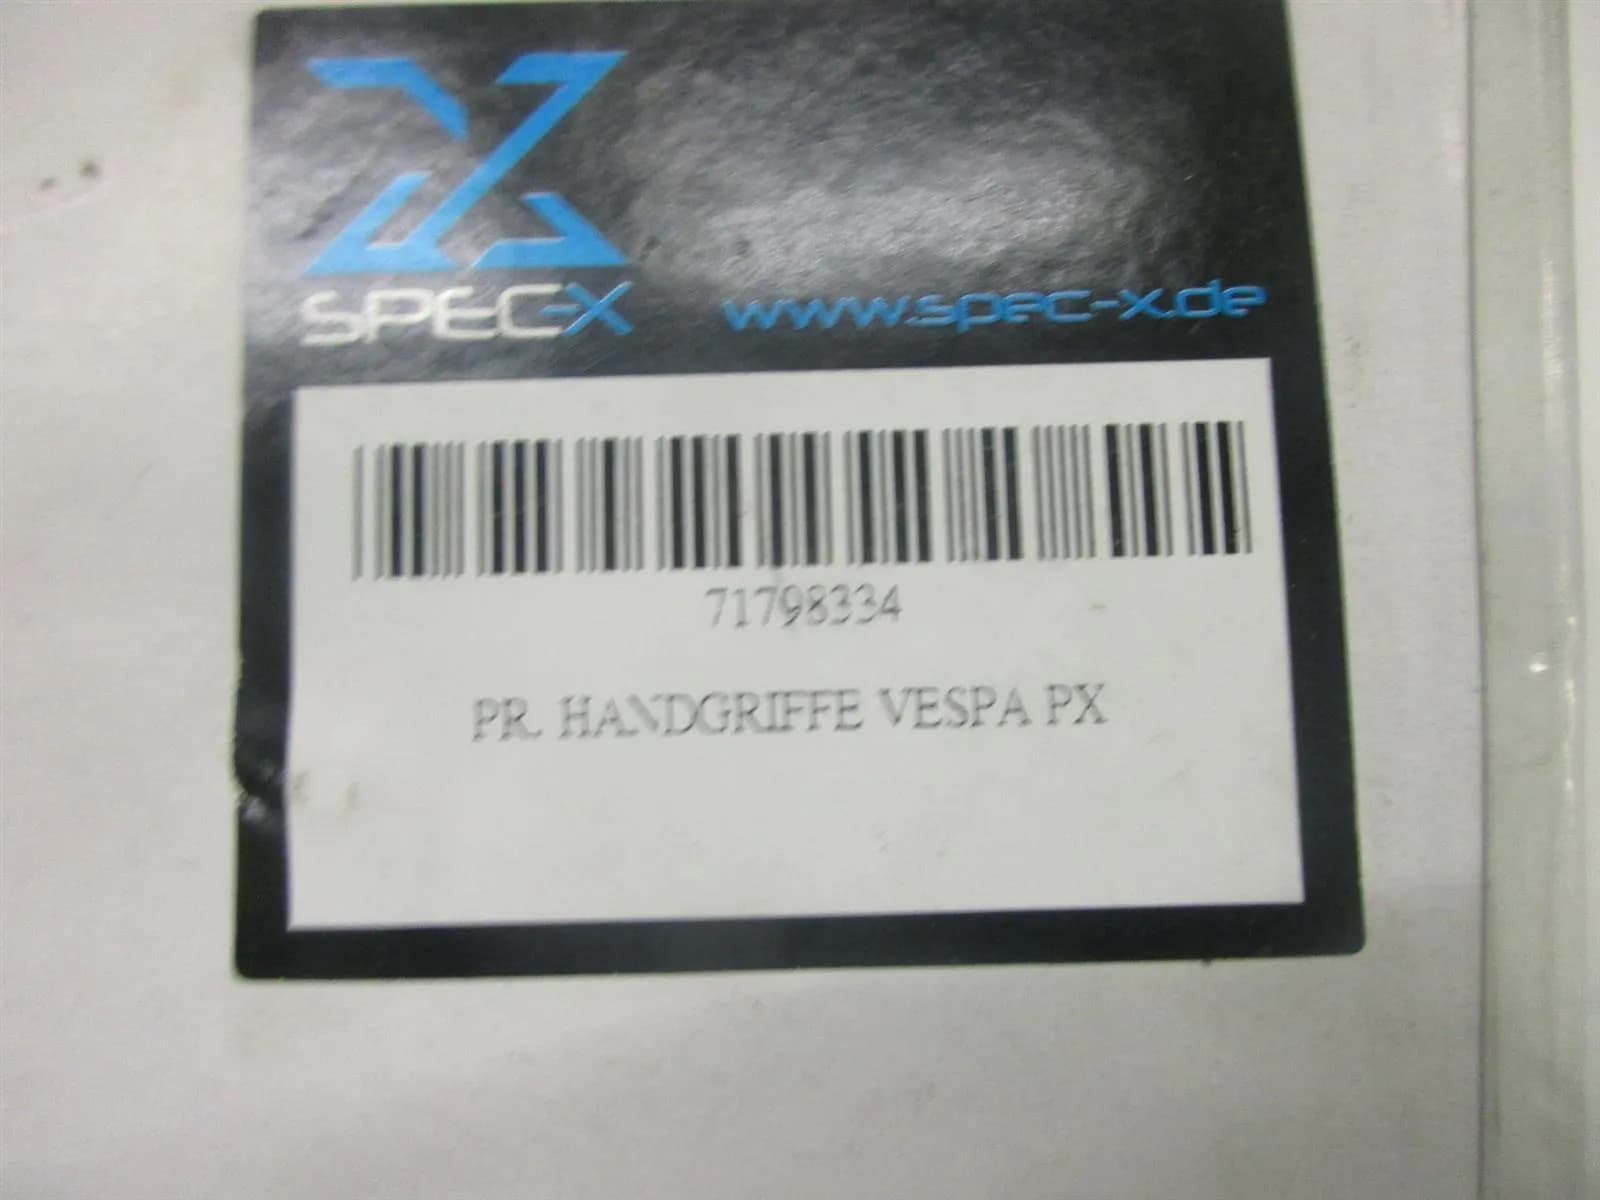 SPEC-X www.spec-x.de
71798334
PR. HANDGRIFFE VESPA PX